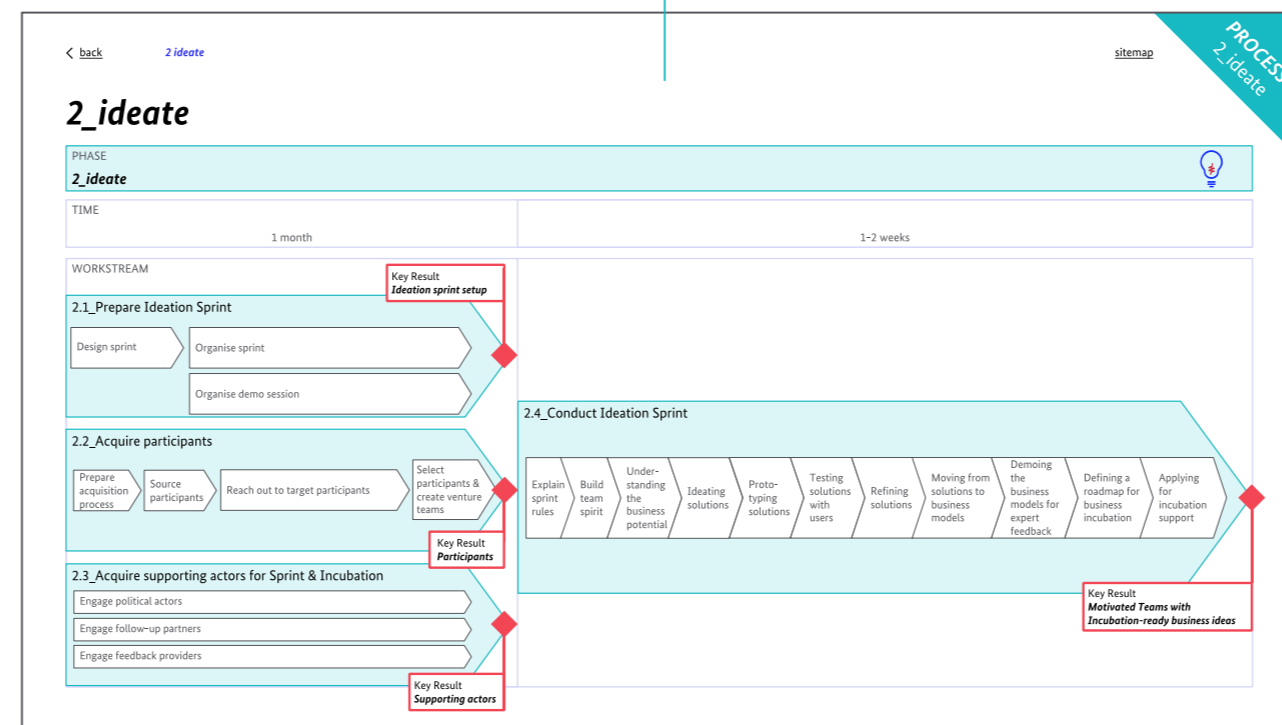 back
2 ideate
sitemap
PROCESS
2_ideate
2_ideate
PHASE
2_ideate
TIME
1 month
1–2 weeks
WORKSTREAM
Key Result
Ideation sprint setup
2.1_Prepare Ideation Sprint
Design sprint
Organise sprint
Organise demo session
2.2_Acquire participants
Prepare
acquisition
process
Source
participants
Reach out to target participants
Select
participants &
create venture
teams
Key Result
Participants
2.3_Acquire supporting actors for Sprint & Incubation
Engage political actors
Engage follow–up partners
Engage feedback providers
Key Result
Supporting actors
2.4_Conduct Ideation Sprint
Explain
sprint
rules
Build
team
spirit
Under-
standing
the
business
potential
Ideating
solutions
Proto-
typing
solutions
Testing
solutions
with
users
Refining
solutions
Moving from
solutions to
business
models
Demoing
the
business
models for
expert
feedback
Defining a
roadmap for
business
incubation
Applying
for
incubation
support
Key Result
Motivated Teams with
Incubation-ready business ideas